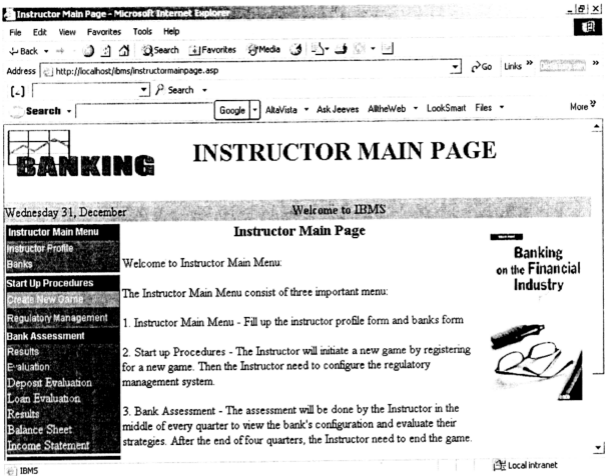 Instructor Main Page - Microsoft Internet Explorer
File Edit View Favorites Tools Help
Back Search Favorites Media
Address http://localhost/ibms/instructormainpage.asp Go Links »
[-] Search
Search Google AltaVista Ask Jeeves AlltheWeb LookSmart Files More
BANKING
INSTRUCTOR MAIN PAGE
Wednesday 31, December Welcome to IBMS
Instructor Main Menu
Instructor Profile
Banks
Start Up Procedures
Create New Game
Regulatory Management
Bank Assessment
Results
Evaluation
Deposit Evaluation
Loan Evaluation
Results
Balance Sheet
Income Statement
Instructor Main Page
Welcome to Instructor Main Menu:
The Instructor Main Menu consist of three important menu:
1. Instructor Main Menu - Fill up the instructor profile form and banks form
2. Start up Procedures - The Instructor will initiate a new game by registering
for a new game. Then the Instructor need to configure the regulatory
management system.
3. Bank Assessment - The assessment will be done by the Instructor in the
middle of every quarter to view the bank's configuration and evaluate their
strategies. After the end of four quarters, the Instructor need to end the game.
Banking
on the Financial
Industry
IBMS Local intranet